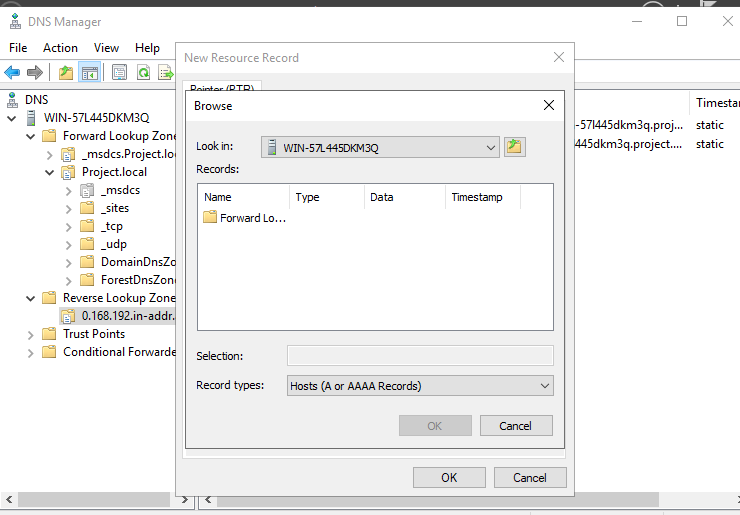 DNS Manager
File Action View Help
New Resource Record
Pointer (PTR)
Browse
Look in: WIN-57L445DKM3Q
Records:
Name Type Data Timestamp
Forward Lo...
Selection:
Record types: Hosts (A or AAAA Records)
OK Cancel
OK Cancel
DNS
WIN-57L445DKM3Q
Forward Lookup Zone
_msdcs.Project.lo
Project.local
_msdcs
_sites
_tcp
_udp
DomainDnsZo
ForestDnsZon
Reverse Lookup Zone
0.168.192.in-addr.
Trust Points
Conditional Forwarde
Timestam
n-57l445dkm3q.proj... static
445dkm3q.project.... static